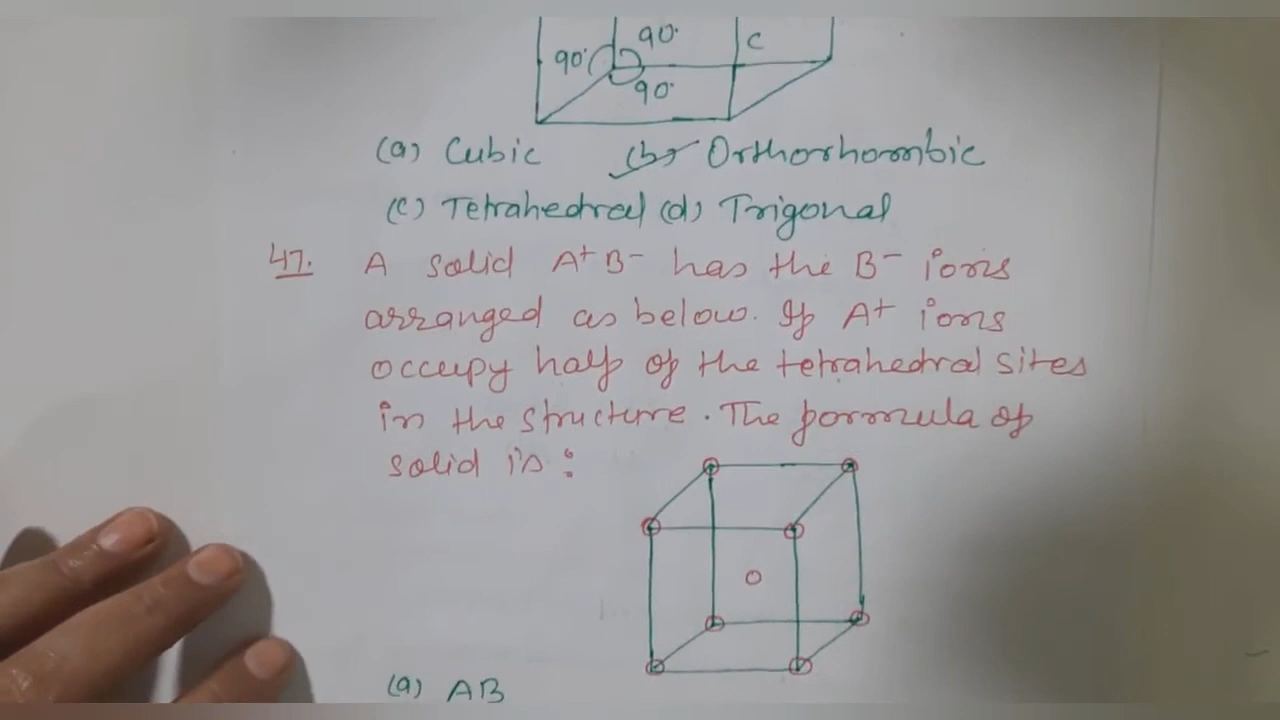 90°
90°
C
90°
(a) Cubic (b) Orthorhombic
(c) Tetrahedral (d) Trigonal
47. A solid A+ B- has the B- ions
arranged as below. If A+ ions
occupy half of the tetrahedral sites
in the structure. The formula of
solid is :
(a) AB